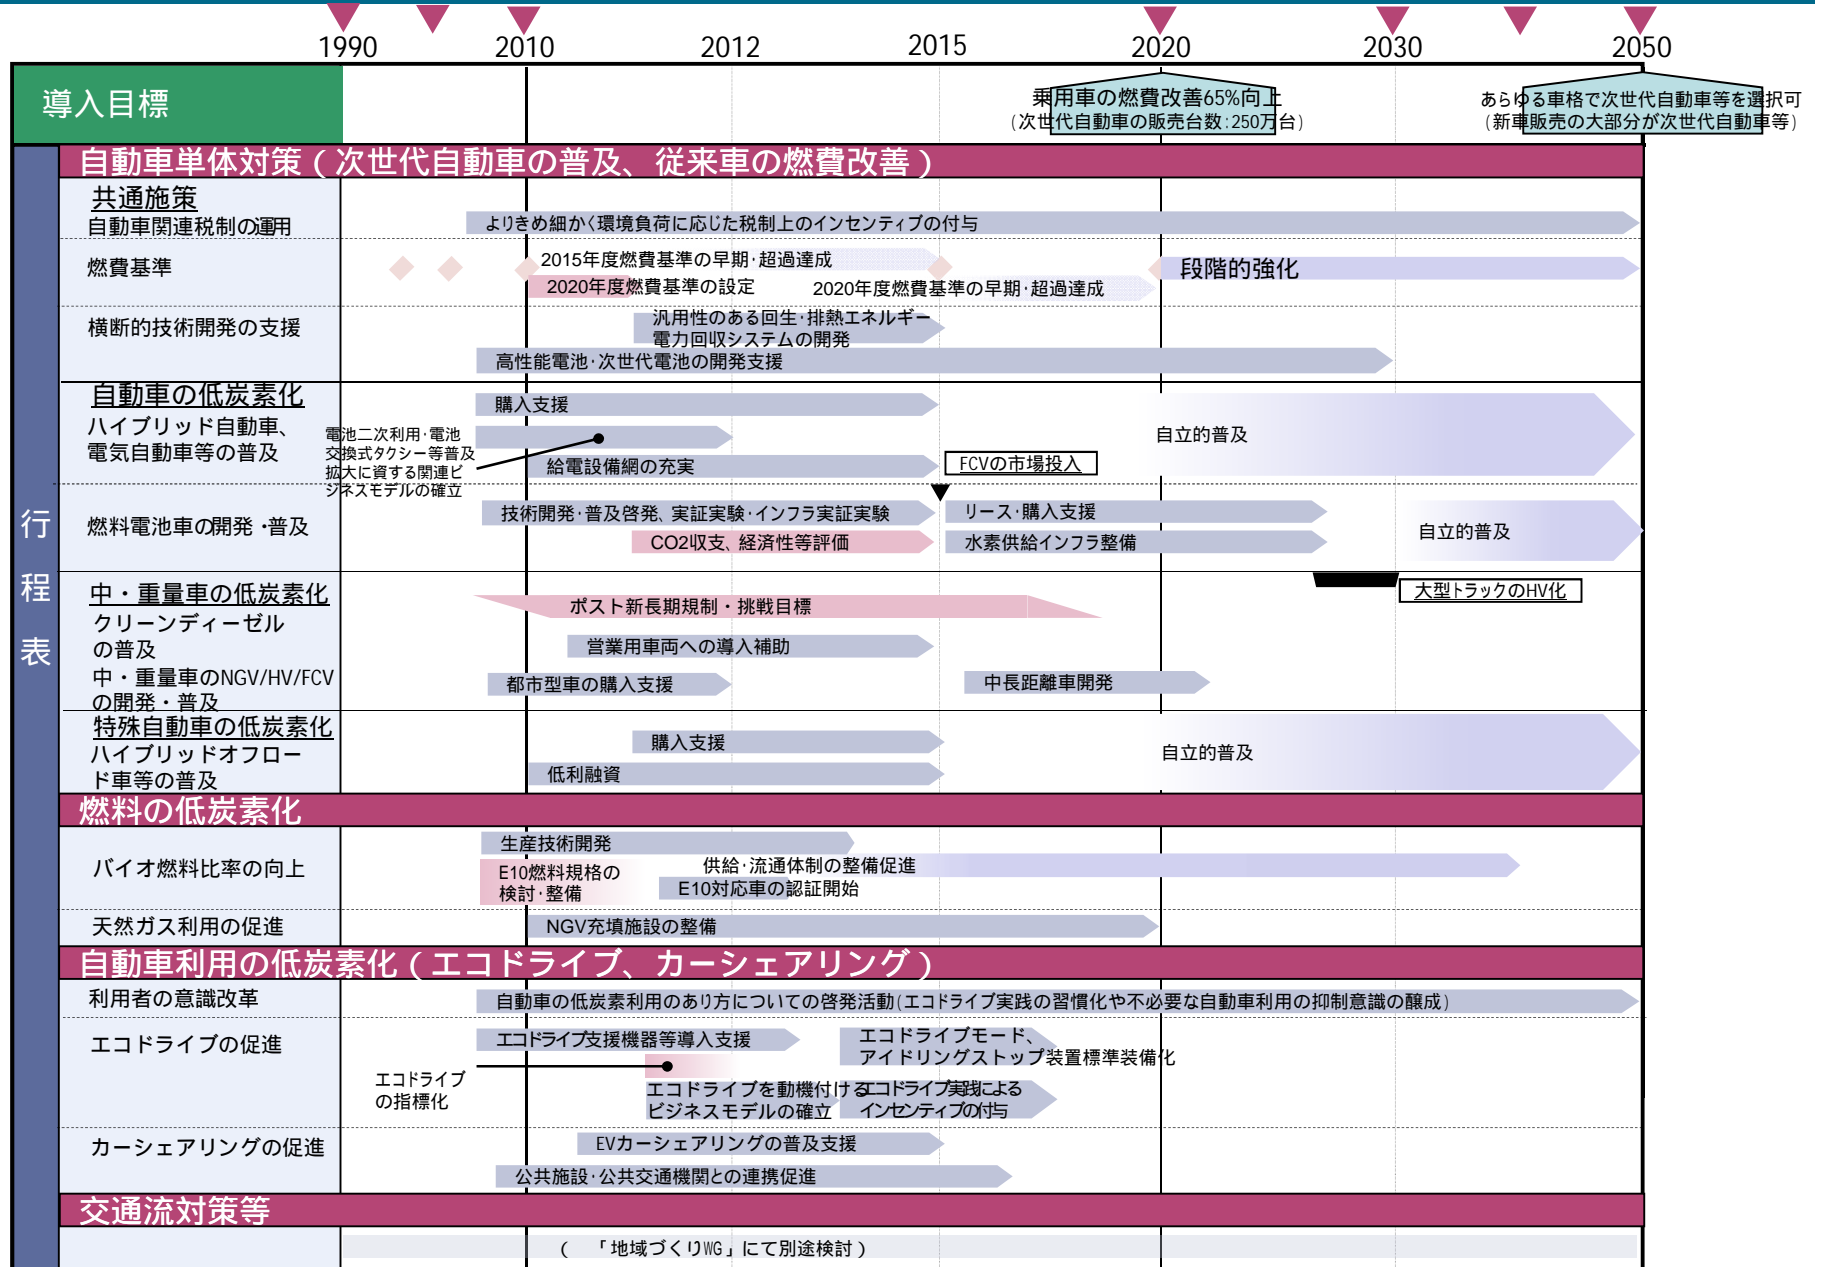 1990 2010 2012 2015 2020 2030 2050
導入目標
乗用車の燃費改善65%向上
(次世代自動車の販売台数:250万台)
あらゆる車格で次世代自動車等を選択可
(新車販売の大部分が次世代自動車等)
行程表
自動車単体対策(次世代自動車の普及、従来車の燃費改善)
共通施策
自動車関連税制の運用
よりきめ細かく環境負荷に応じた税制上のインセンティブの付与
燃費基準
2015年度燃費基準の早期・超過達成
2020年度燃費基準の設定
2020年度燃費基準の早期・超過達成
段階的強化
横断的技術開発の支援
汎用性のある回生・排熱エネルギー
電力回収システムの開発
高性能電池・次世代電池の開発支援
自動車の低炭素化
ハイブリッド自動車、
電気自動車等の普及
購入支援
電池二次利用・電池
交換式タクシー等普及
拡大に資する関連ビ
ジネスモデルの確立
給電設備網の充実
自立的普及
FCVの市場投入
燃料電池車の開発・普及
技術開発・普及啓発、実証実験・インフラ実証実験
CO2収支、経済性等評価
リース・購入支援
水素供給インフラ整備
自立的普及
中・重量車の低炭素化
クリーンディーゼル
の普及
中・重量車のNGV/HV/FCV
の開発・普及
大型トラックのHV化
ポスト新長期規制・挑戦目標
営業用車両への導入補助
都市型車の購入支援
中長距離車開発
特殊自動車の低炭素化
ハイブリッドオフロー
ド車等の普及
購入支援
低利融資
自立的普及
燃料の低炭素化
バイオ燃料比率の向上
生産技術開発
E10燃料規格の
検討・整備
供給・流通体制の整備促進
E10対応車の認証開始
天然ガス利用の促進
NGV充填施設の整備
自動車利用の低炭素化(エコドライブ、カーシェアリング)
利用者の意識改革
自動車の低炭素利用のあり方についての啓発活動(エコドライブ実践の習慣化や不必要な自動車利用の抑制意識の醸成)
エコドライブの促進
エコドライブ支援機器等導入支援
エコドライブモード、
アイドリングストップ装置標準装備化
エコドライブ
の指標化
エコドライブを動機付ける
ビジネスモデルの確立
エコドライブ実践による
インセンティブの付与
カーシェアリングの促進
EVカーシェアリングの普及支援
公共施設・公共交通機関との連携促進
交通流対策等
( 「地域づくりWG」にて別途検討)